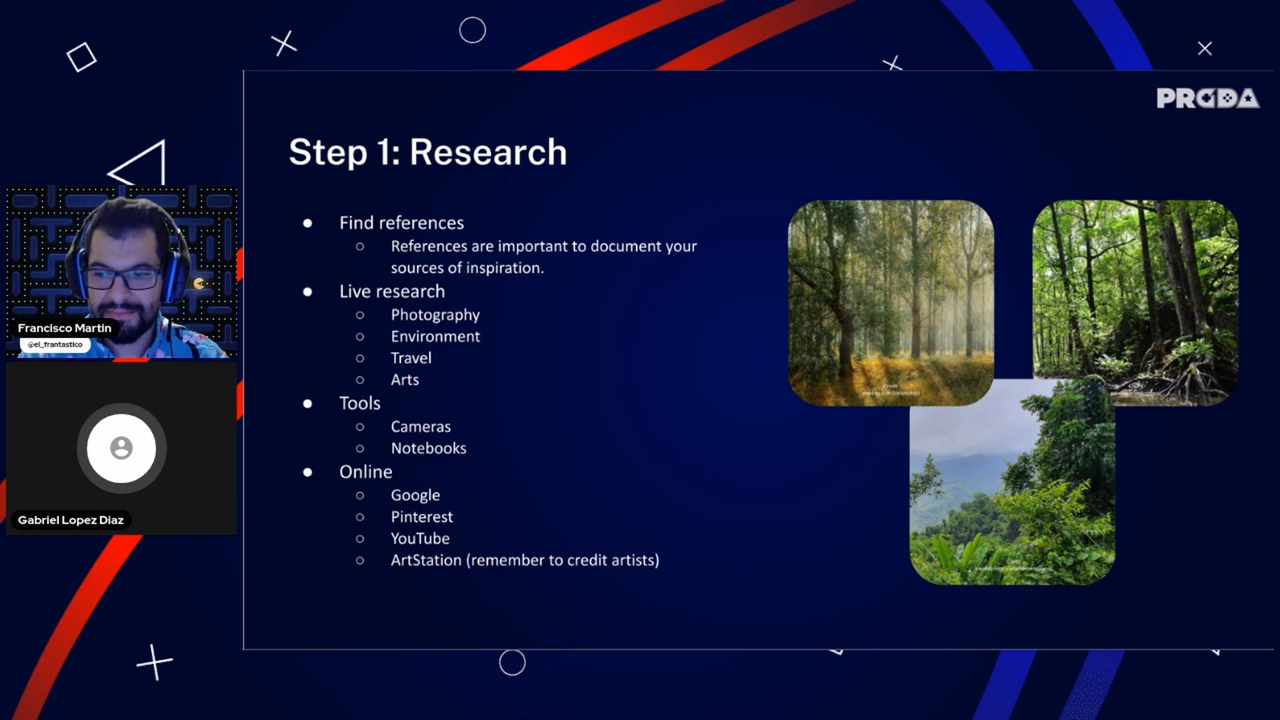 PRGDA
Step 1: Research
Find references
References are important to document your
sources of inspiration.
Live research
Photography
Environment
Travel
Arts
Tools
Cameras
Notebooks
Online
Google
Pinterest
YouTube
ArtStation (remember to credit artists)
Francisco Martin
@el_frantastico
Gabriel Lopez Diaz
Credit